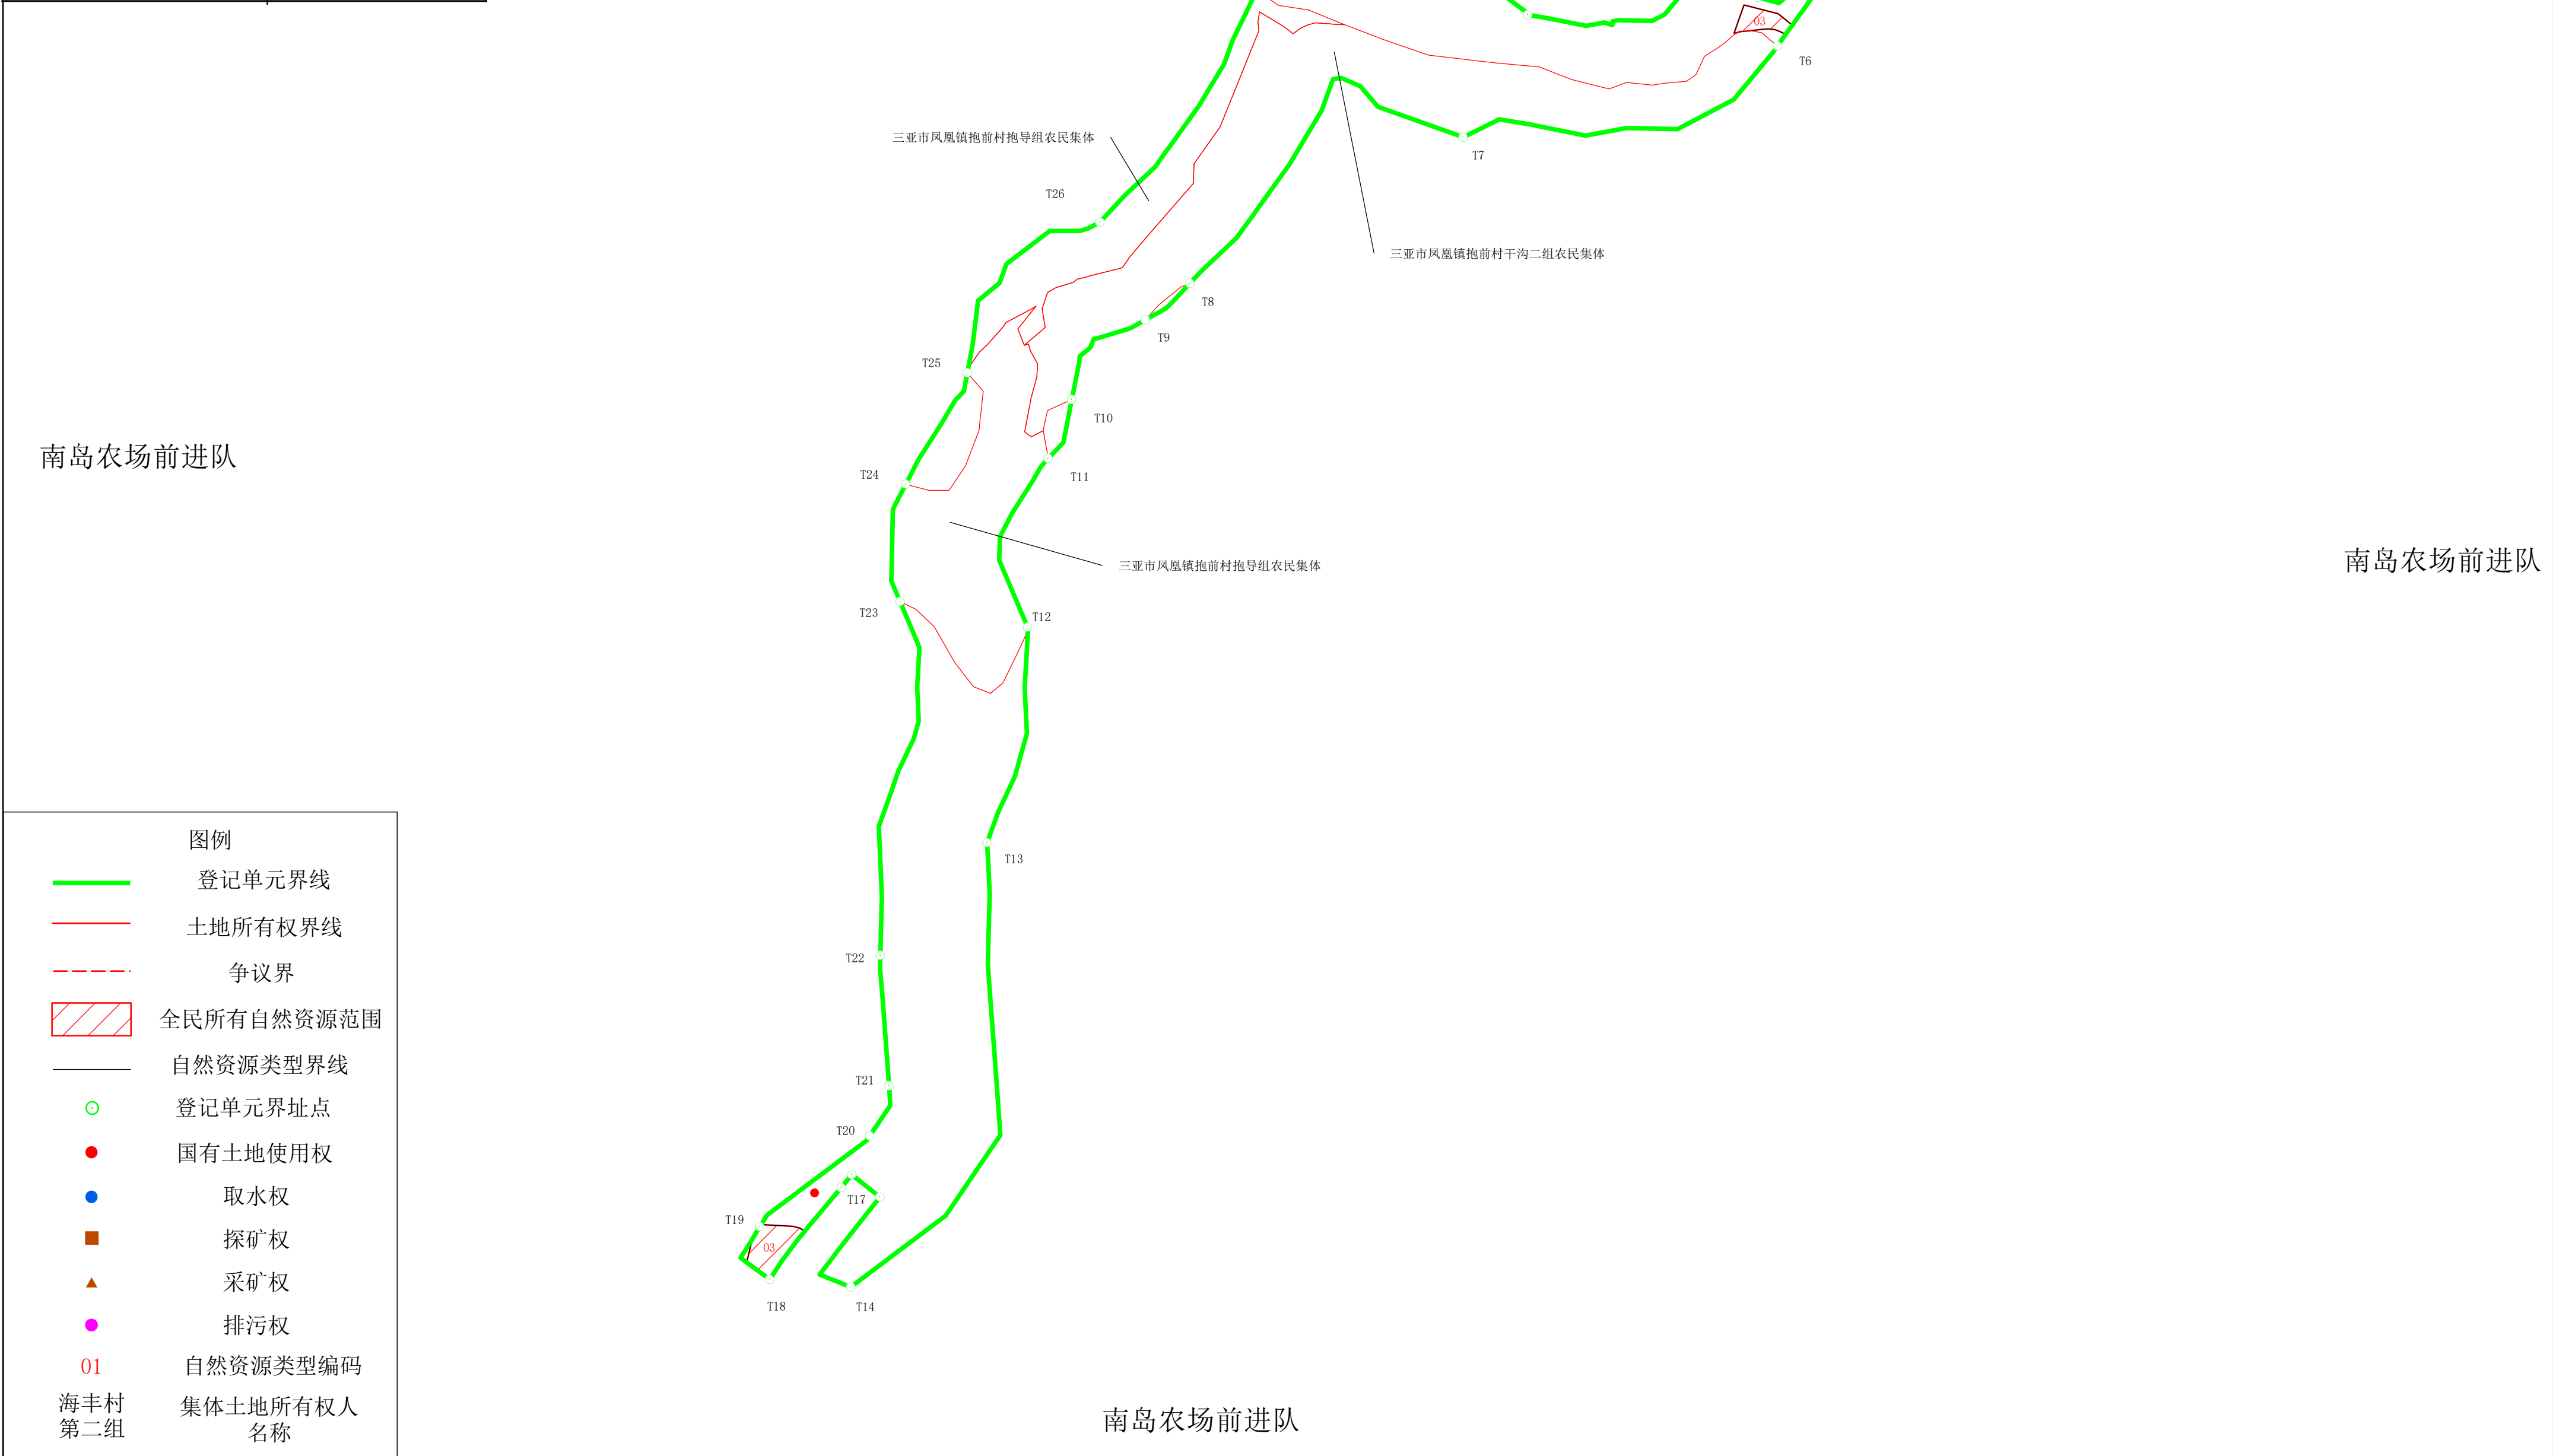 03
T6
三亚市凤凰镇抱前村抱导组农民集体
T7
T26
三亚市凤凰镇抱前村干沟二组农民集体
T8
T9
T25
T10
南岛农场前进队
T24
T11
南岛农场前进队
三亚市凤凰镇抱前村抱导组农民集体
T23
T12
T13
T22
T21
T20
T17
T19
03
T18
T14
南岛农场前进队
图例
登记单元界线
土地所有权界线
争议界
全民所有自然资源范围
自然资源类型界线
登记单元界址点
国有土地使用权
取水权
探矿权
采矿权
排污权
01 自然资源类型编码
海丰村
第二组
集体土地所有权人
名称